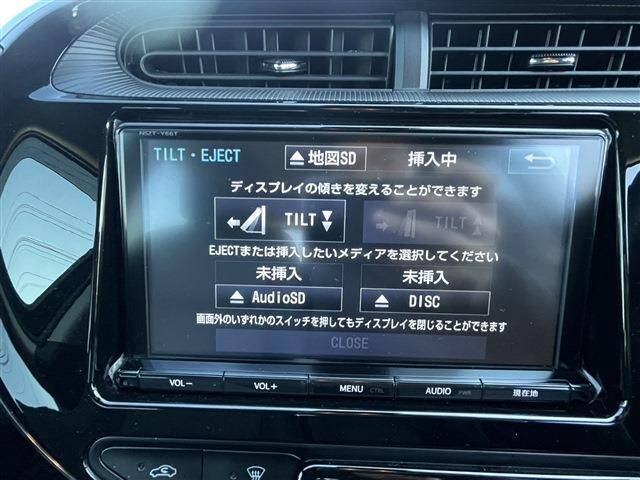 NSZT-Y66T
TILT・EJECT ⏏地図SD 挿入中
ディスプレイの傾きを変えることができます
TILT TILT
EJECTまたは挿入したいメディアを選択してください
未挿入 未挿入
⏏ AudioSD ⏏ DISC
画面外のいずれかのスイッチを押してもディスプレイを閉じることができます
CLOSE
VOL− VOL+ MENU CTRL AUDIO PWR 現在地